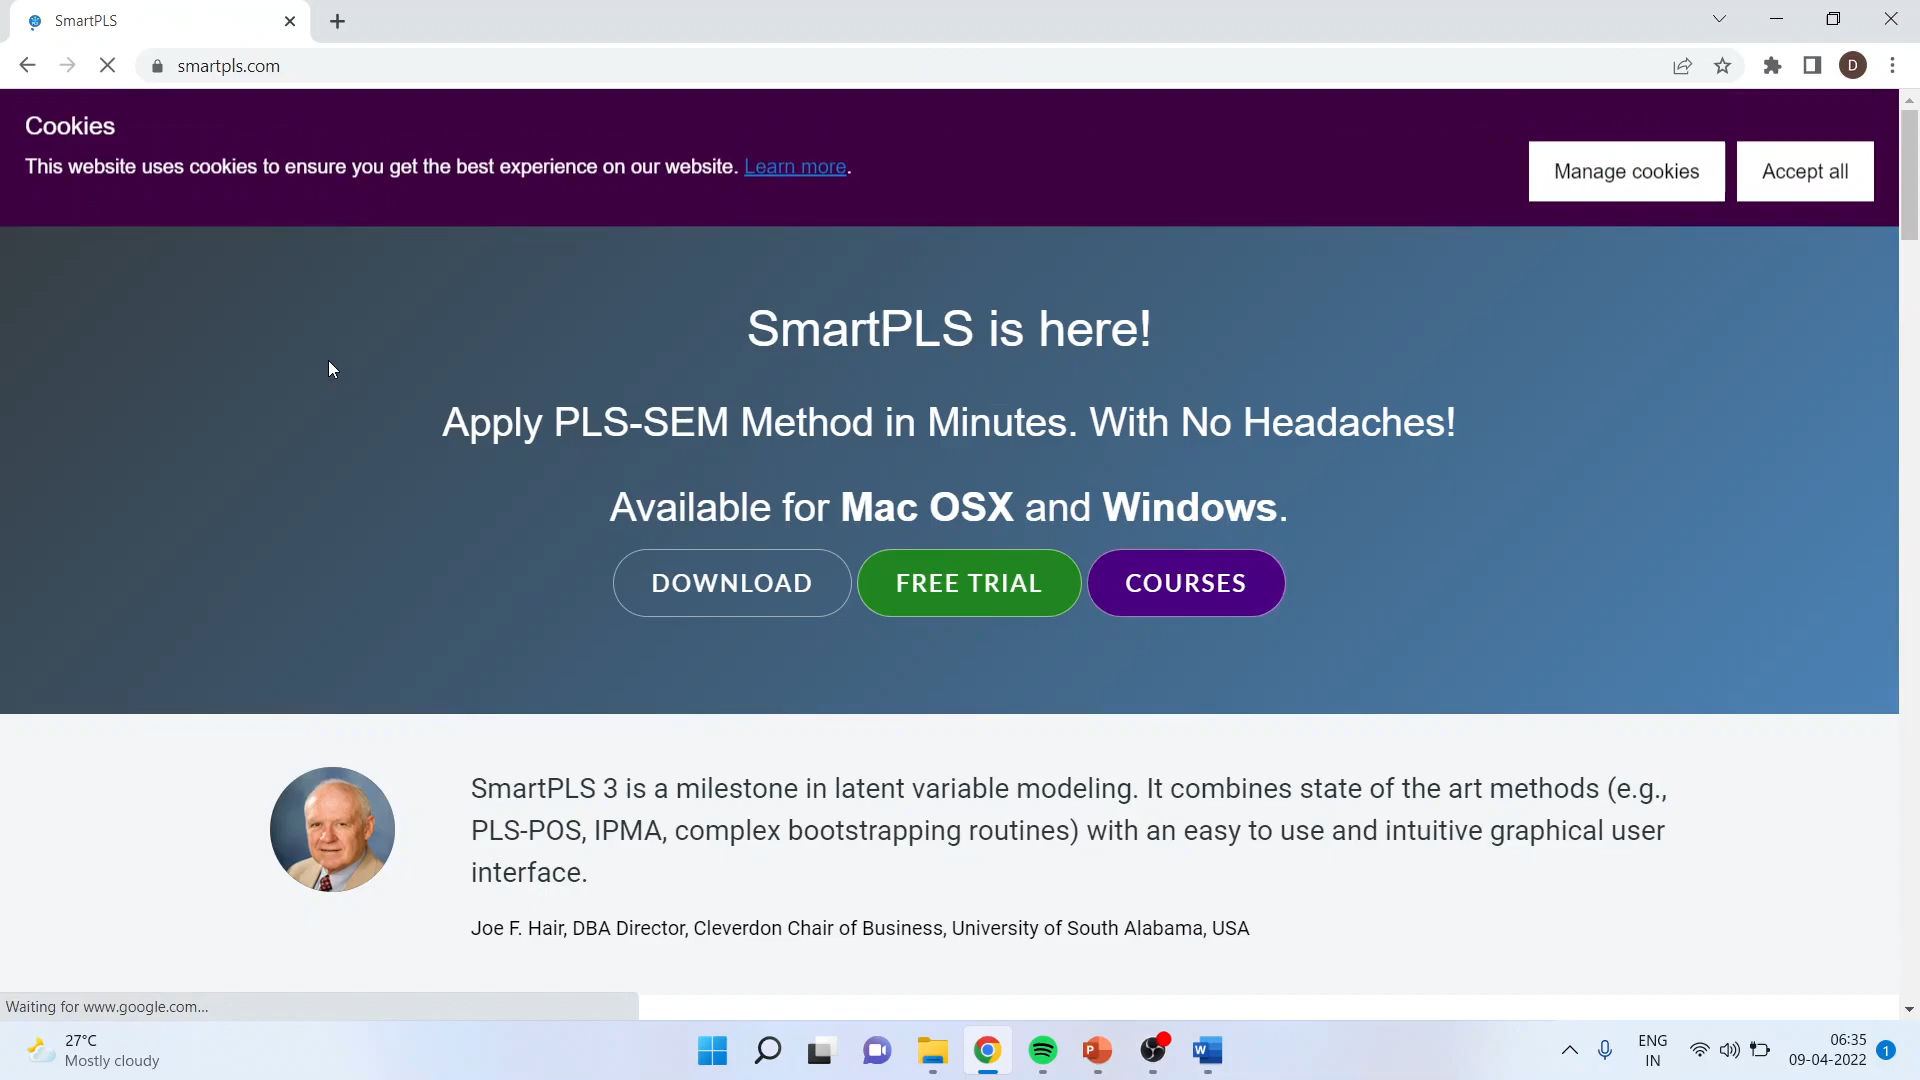 SmartPLS
smartpls.com
D
Cookies
This website uses cookies to ensure you get the best experience on our website. Learn more.
Manage cookies
Accept all
SmartPLS is here!
Apply PLS-SEM Method in Minutes. With No Headaches!
Available for Mac OSX and Windows.
DOWNLOAD
FREE TRIAL
COURSES
SmartPLS 3 is a milestone in latent variable modeling. It combines state of the art methods (e.g.,
PLS-POS, IPMA, complex bootstrapping routines) with an easy to use and intuitive graphical user
interface.
Joe F. Hair, DBA Director, Cleverdon Chair of Business, University of South Alabama, USA
Waiting for www.google.com...
27°C
Mostly cloudy
P
W
ENG
IN
06:35
09-04-2022
1